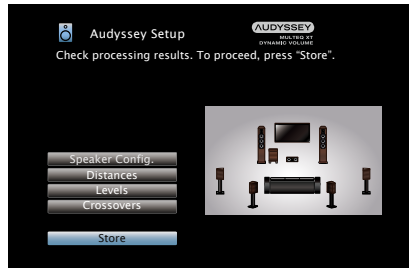 Audyssey Setup
AUDYSSEY
MULTEQ XT
DYNAMIC VOLUME
Check processing results. To proceed, press “Store”.
Speaker Config.
Distances
Levels
Crossovers
Store